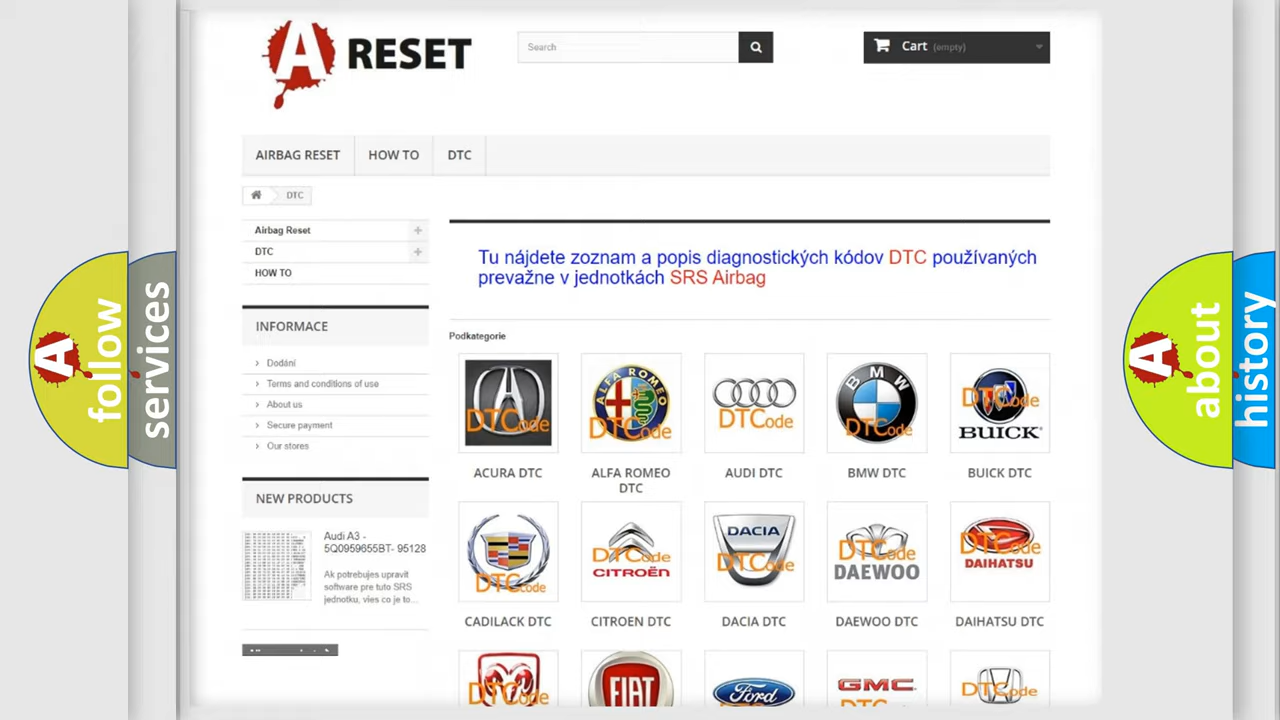 A RESET
Search
Cart (empty)
AIRBAG RESET
HOW TO
DTC
DTC
Airbag Reset
DTC
HOW TO
INFORMACE
Dodání
Terms and conditions of use
About us
Secure payment
Our stores
NEW PRODUCTS
Audi A3 -
5Q0959655BT- 95128
Ak potrebujes upravit
software pre tuto SRS
jednotku, vies co je to...
Tu nájdete zoznam a popis diagnostických kódov DTC používaných
prevažne v jednotkách SRS Airbag
Podkategorie
DTCode
ALFA ROMEO
DTCode
DTCode
BMW
DTCode
DTCode
BUICK
ACURA DTC
ALFA ROMEO
DTC
AUDI DTC
BMW DTC
BUICK DTC
DTCode
DTCode
CITROËN
DACIA
DTCode
DTCode
DAEWOO
DTCode
DAIHATSU
CADILACK DTC
CITROEN DTC
DACIA DTC
DAEWOO DTC
DAIHATSU DTC
DTCode
FIAT
Ford
GMC
DTCode
A follow
services
A about
history